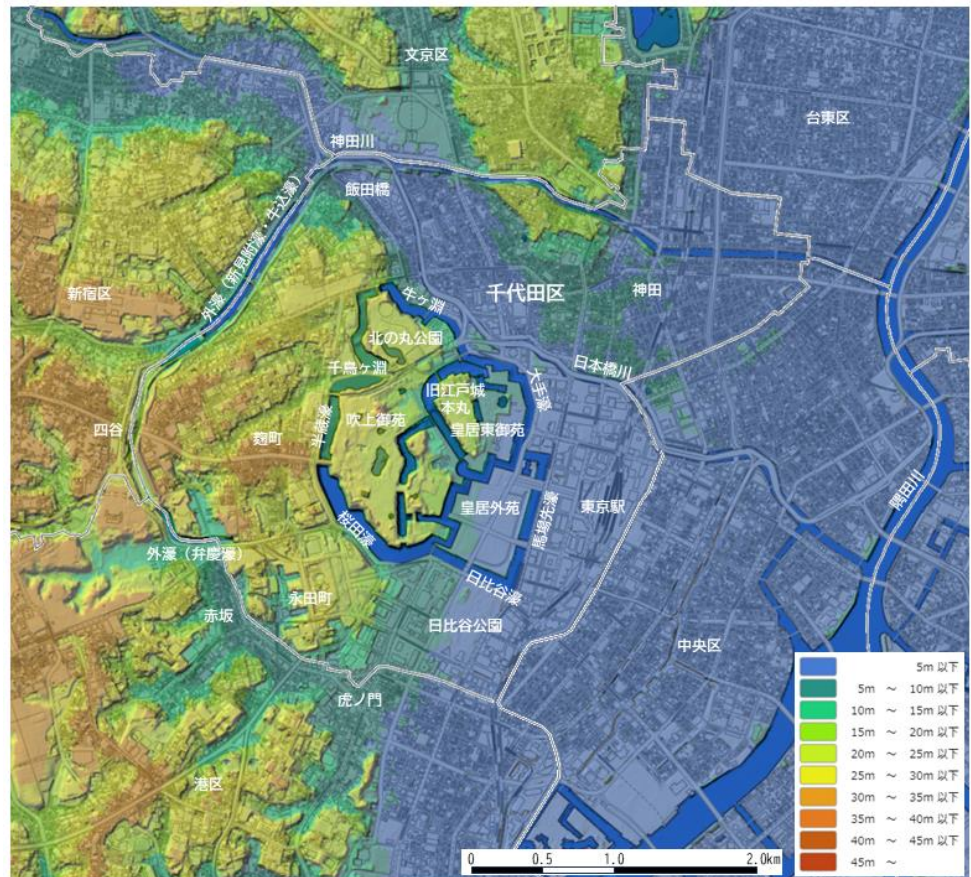 文京区
台東区
神田川
飯田橋
外濠（新見附濠・牛込濠）
新宿区
千代田区
神田
牛ヶ淵
北の丸公園
千鳥ヶ淵
日本橋川
大手濠
旧江戸城
本丸
吹上御苑
皇居東御苑
半蔵濠
麹町
四谷
皇居外苑
東京駅
馬場先濠
隅田川
桜田濠
外濠（弁慶濠）
日比谷濠
永田町
赤坂
日比谷公園
中央区
虎ノ門
港区
5m 以下
5m ～ 10m 以下
10m ～ 15m 以下
15m ～ 20m 以下
20m ～ 25m 以下
25m ～ 30m 以下
30m ～ 35m 以下
35m ～ 40m 以下
40m ～ 45m 以下
45m ～
0 0.5 1.0 2.0km